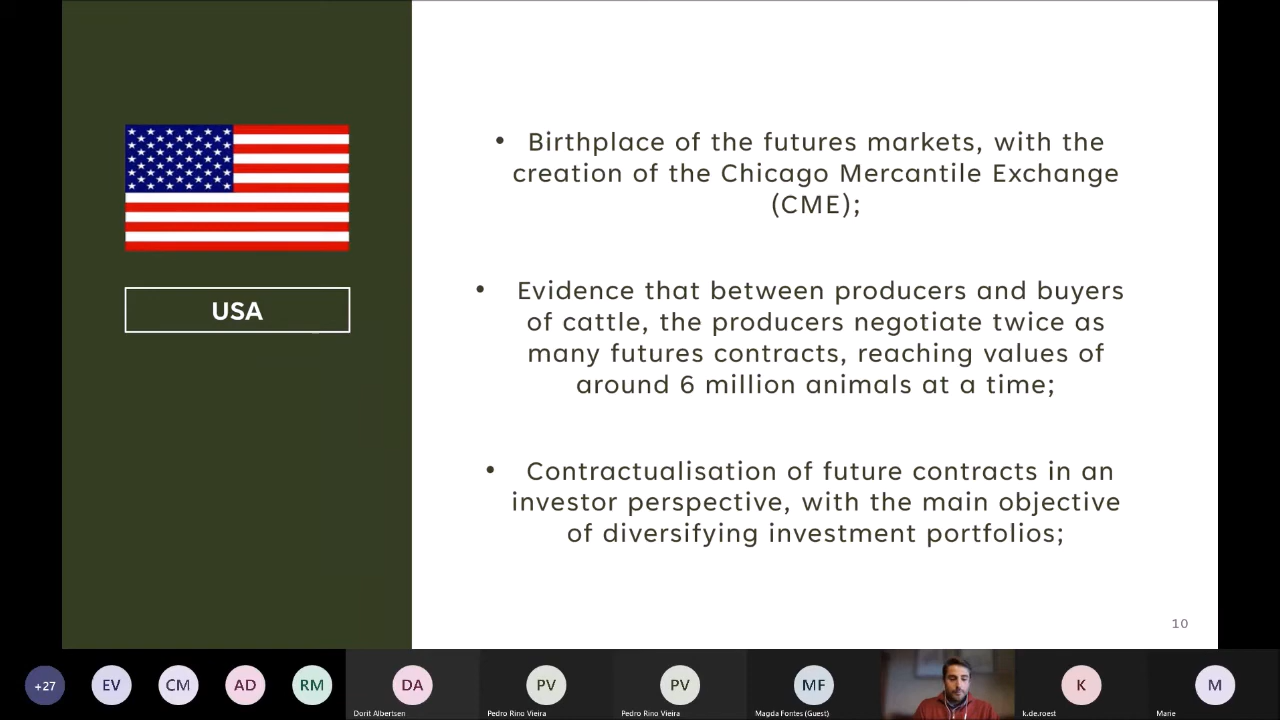 USA
• Birthplace of the futures markets, with the
creation of the Chicago Mercantile Exchange
(CME);
• Evidence that between producers and buyers
of cattle, the producers negotiate twice as
many futures contracts, reaching values of
around 6 million animals at a time;
• Contractualisation of future contracts in an
investor perspective, with the main objective
of diversifying investment portfolios;
10
+27
EV
CM
AD
RM
DA
Dorit Albertsen
PV
Pedro Rino Vieira
PV
Pedro Rino Vieira
MF
Magda Fontes (Guest)
K
k.de.roest
M
Marie